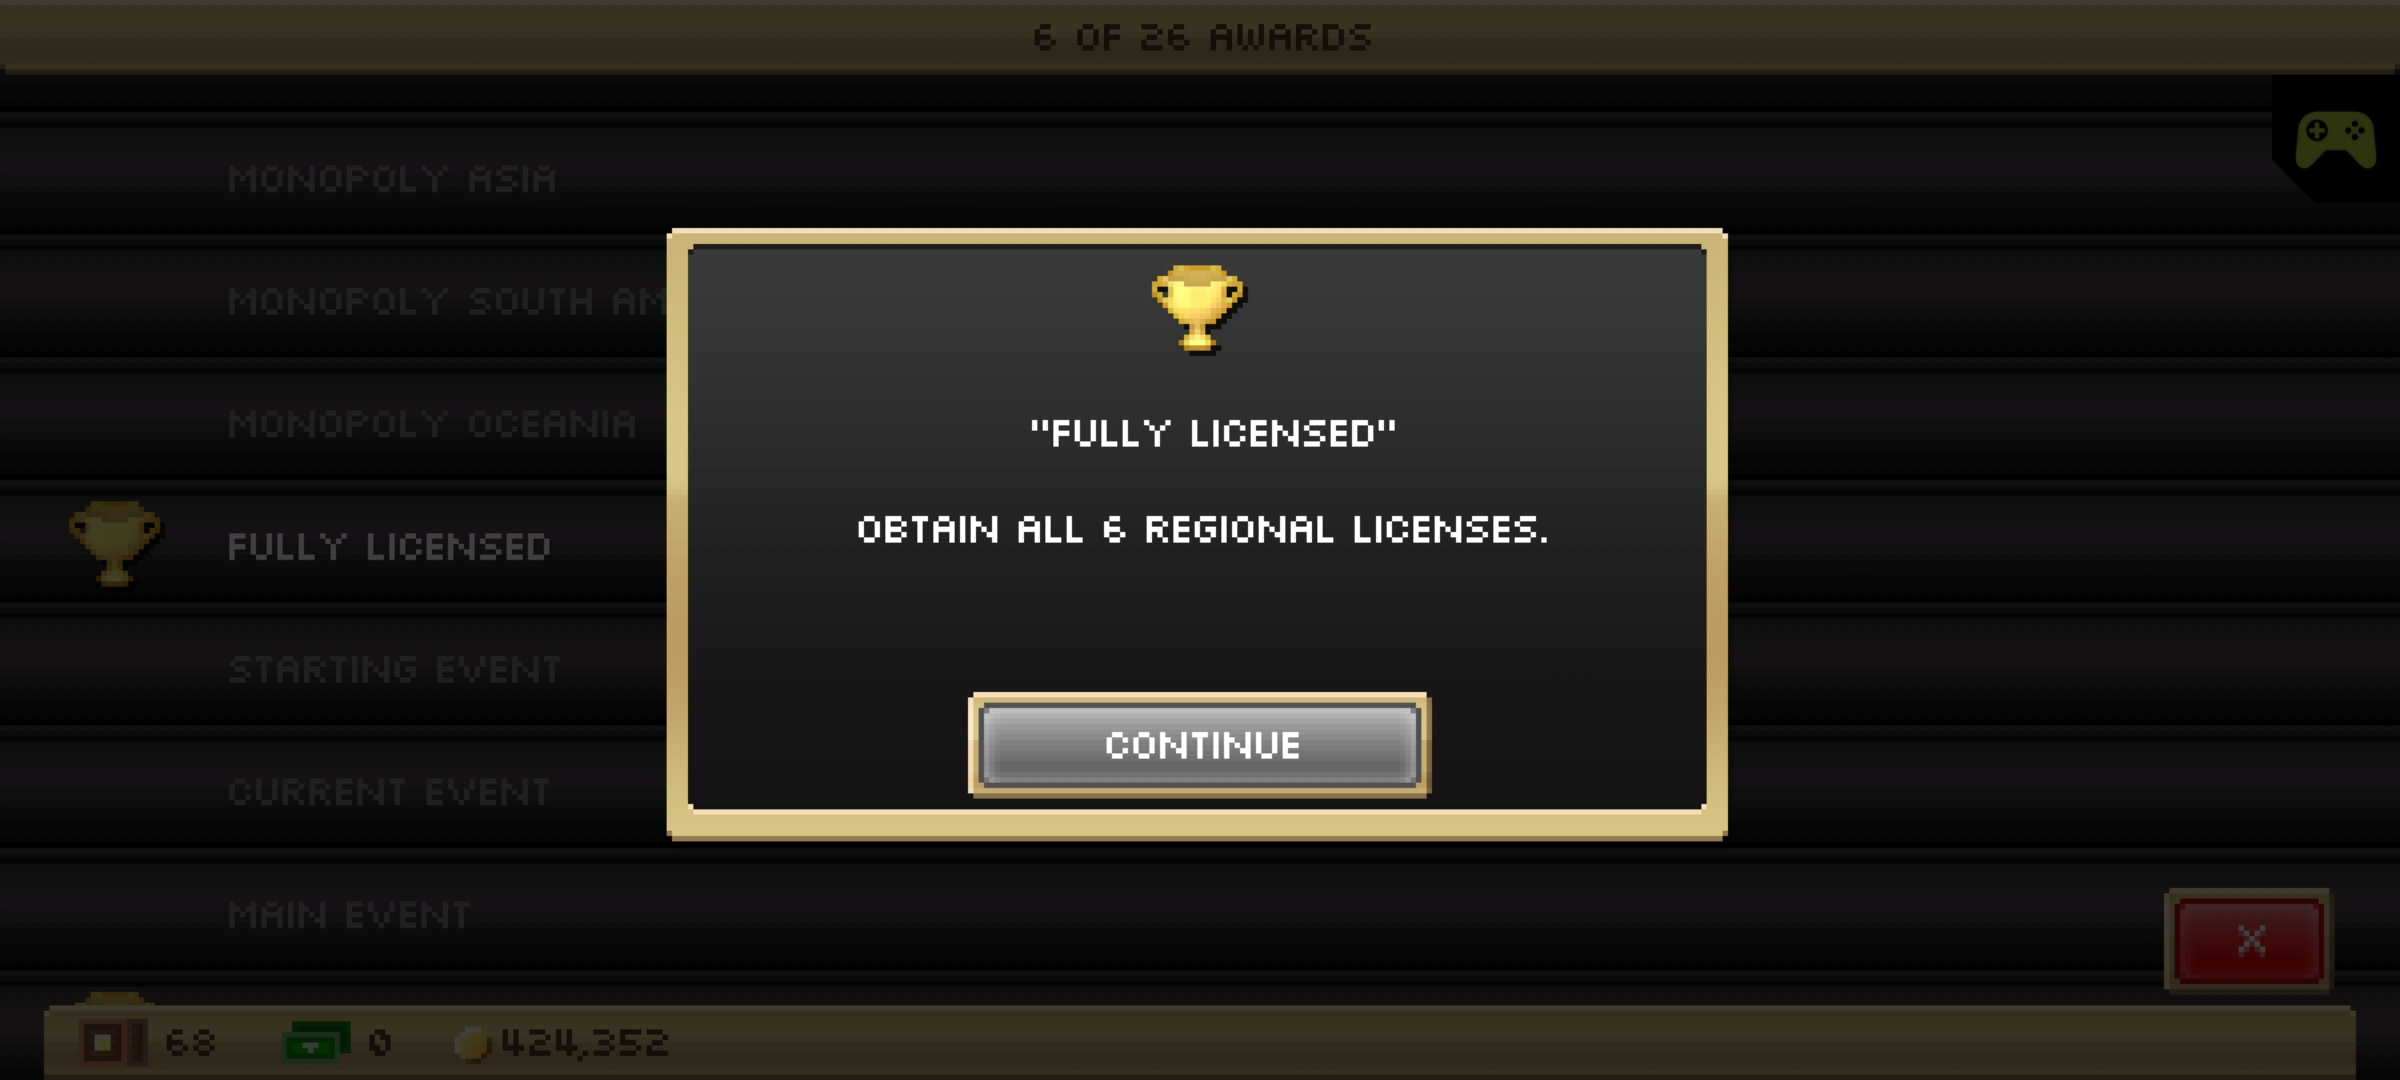 6 OF 26 AWARDS
MONOPOLY ASIA
MONOPOLY SOUTH AM
MONOPOLY OCEANIA
FULLY LICENSED
STARTING EVENT
CURRENT EVENT
MAIN EVENT
"FULLY LICENSED"
OBTAIN ALL 6 REGIONAL LICENSES.
CONTINUE
X
68 0 424,352